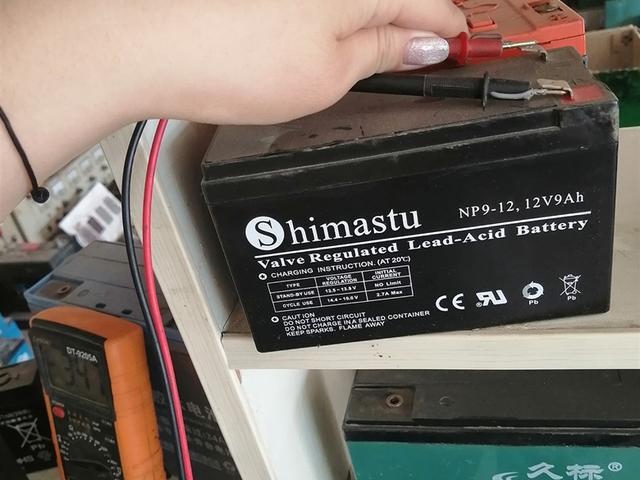 Shimastu
NP9-12, 12V9Ah
Valve Regulated Lead-Acid Battery
CHARGING INSTRUCTION. (AT 20℃)
TYPE VOLTAGE REGULATION INITIAL CURRENT
STAND-BY USE 13.5 - 13.8V NO Limit
CYCLE USE 14.4 - 15.0 V 2.7A Max
CAUTION
DO NOT SHORT CIRCUIT
DO NOT CHARGE IN A SEALED CONTAINER
KEEP SPARKS. FLAME AWAY
CE
Pb
Pb
DT-9205A
久标®